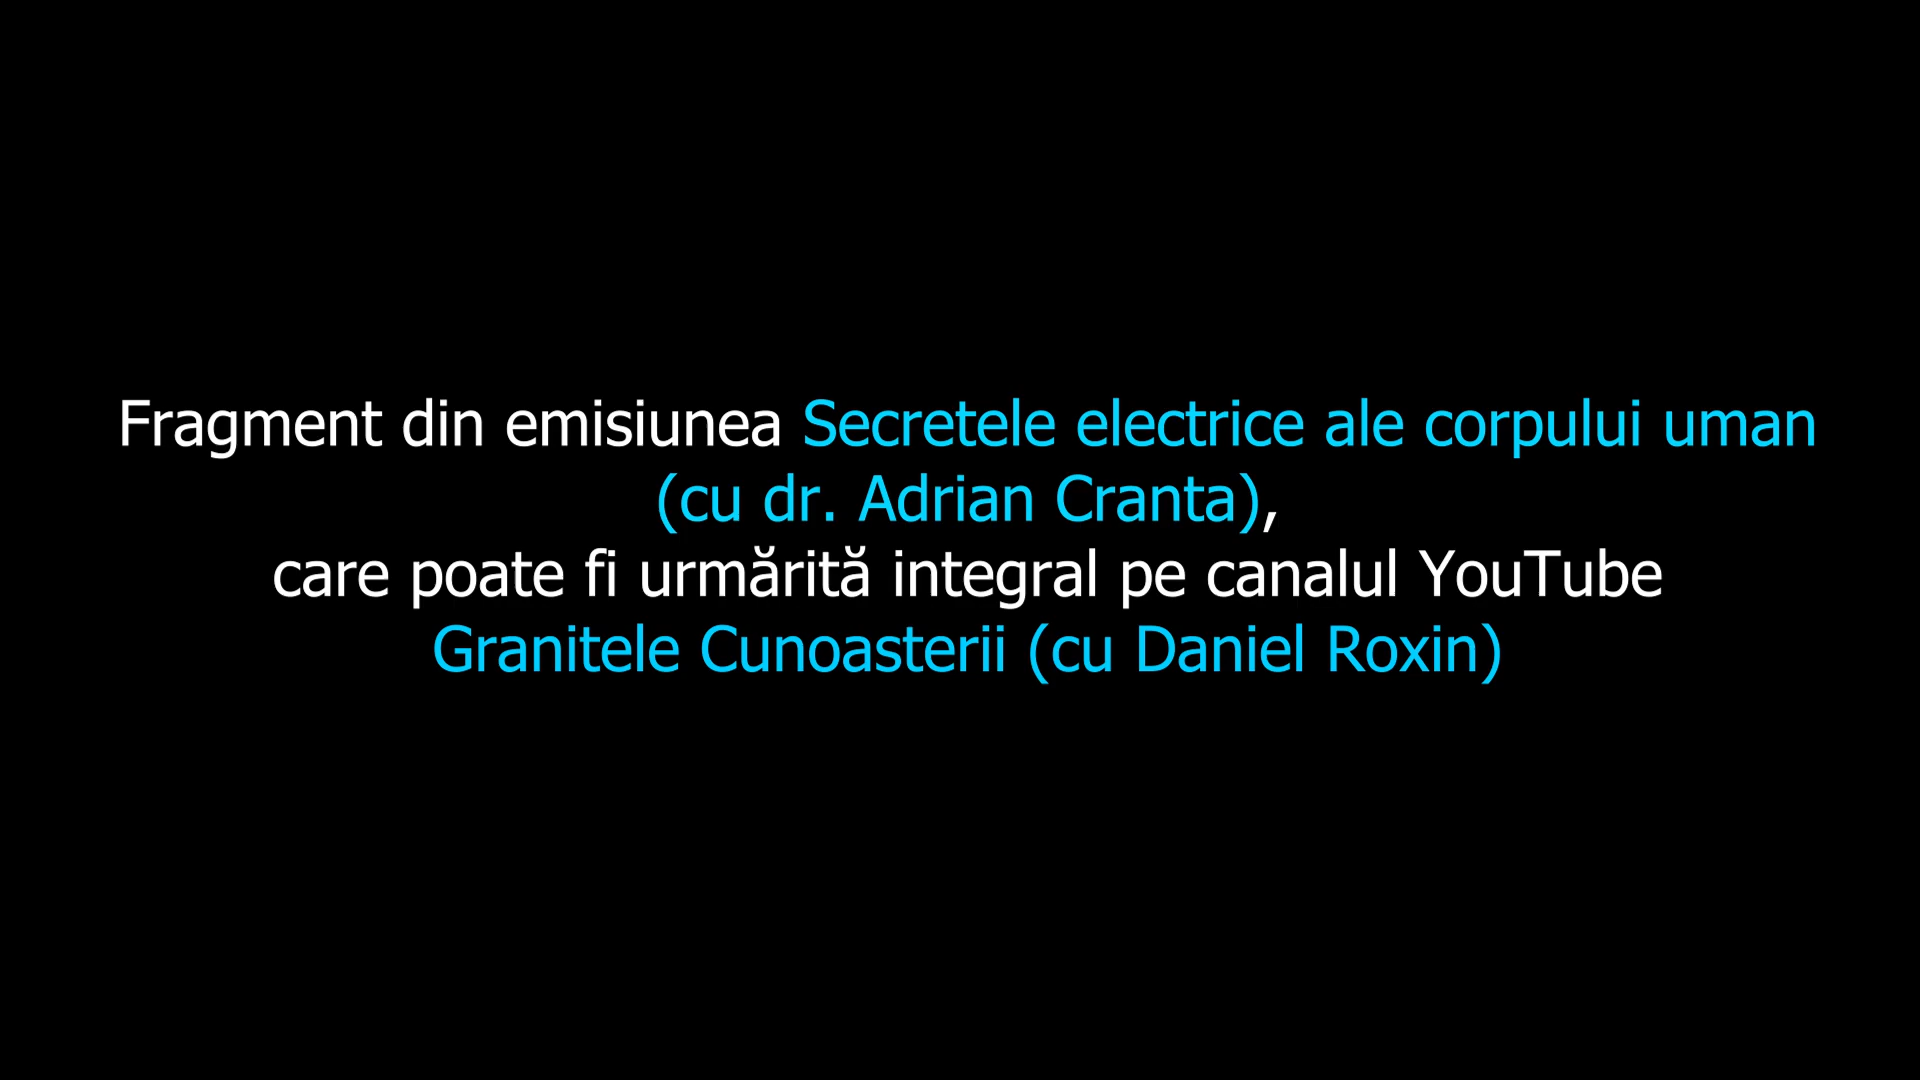 Fragment din emisiunea Secretele electrice ale corpului uman
(cu dr. Adrian Cranta),
care poate fi urmărită integral pe canalul YouTube
Granitele Cunoasterii (cu Daniel Roxin)